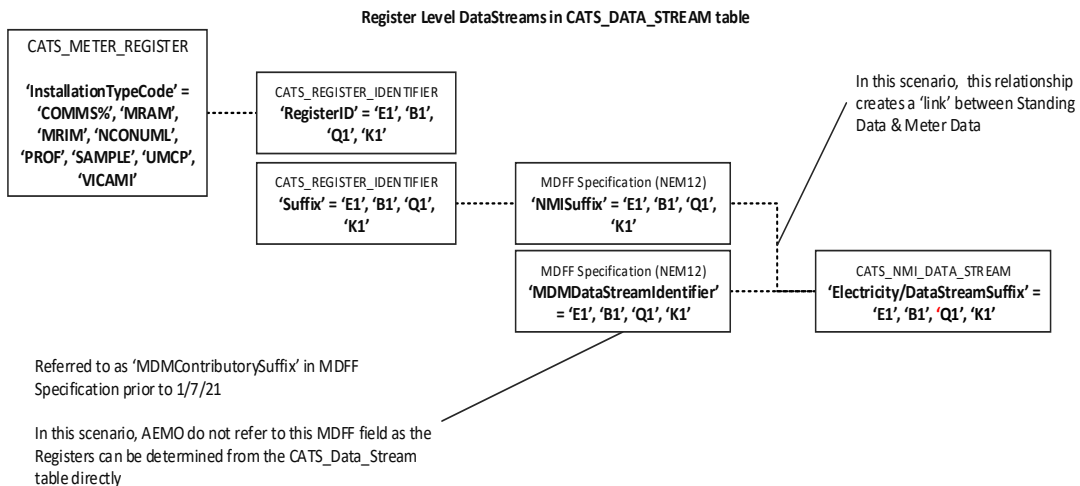 Register Level DataStreams in CATS_DATA_STREAM table
CATS_METER_REGISTER
‘InstallationTypeCode’ =
‘COMMS%’, ‘MRAM’,
‘MRIM’, ‘NCONUML’,
‘PROF’, ‘SAMPLE’, ‘UMCP’,
‘VICAMI’
CATS_REGISTER_IDENTIFIER
‘RegisterID’ = ‘E1’, ‘B1’,
‘Q1’, ‘K1’
In this scenario, this relationship
creates a ‘link’ between Standing
Data & Meter Data
CATS_REGISTER_IDENTIFIER
‘Suffix’ = ‘E1’, ‘B1’, ‘Q1’,
‘K1’
MDFF Specification (NEM12)
‘NMISuffix’ = ‘E1’, ‘B1’, ‘Q1’,
‘K1’
MDFF Specification (NEM12)
‘MDMDataStreamIdentifier’
= ‘E1’, ‘B1’, ‘Q1’, ‘K1’
CATS_NMI_DATA_STREAM
‘Electricity/DataStreamSuffix’ =
‘E1’, ‘B1’, ‘Q1’, ‘K1’
Referred to as ‘MDMContributorySuffix’ in MDFF
Specification prior to 1/7/21
In this scenario, AEMO do not refer to this MDFF field as the
Registers can be determined from the CATS_Data_Stream
table directly